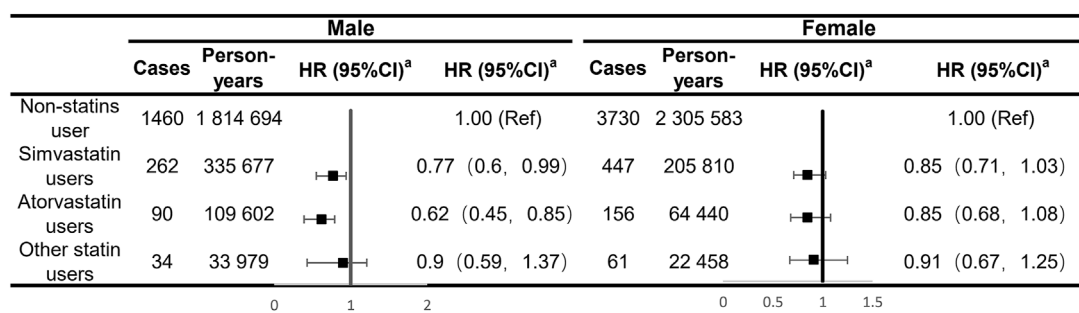 Male Female
Cases Person-years HR (95%CI)a HR (95%CI)a Cases Person-years HR (95%CI)a HR (95%CI)a
Non-statins user 1460 1 814 694 1.00 (Ref) 3730 2 305 583 1.00 (Ref)
Simvastatin users 262 335 677 0.77 (0.6, 0.99) 447 205 810 0.85 (0.71, 1.03)
Atorvastatin users 90 109 602 0.62 (0.45, 0.85) 156 64 440 0.85 (0.68, 1.08)
Other statin users 34 33 979 0.9 (0.59, 1.37) 61 22 458 0.91 (0.67, 1.25)
0 1 2 0 0.5 1 1.5